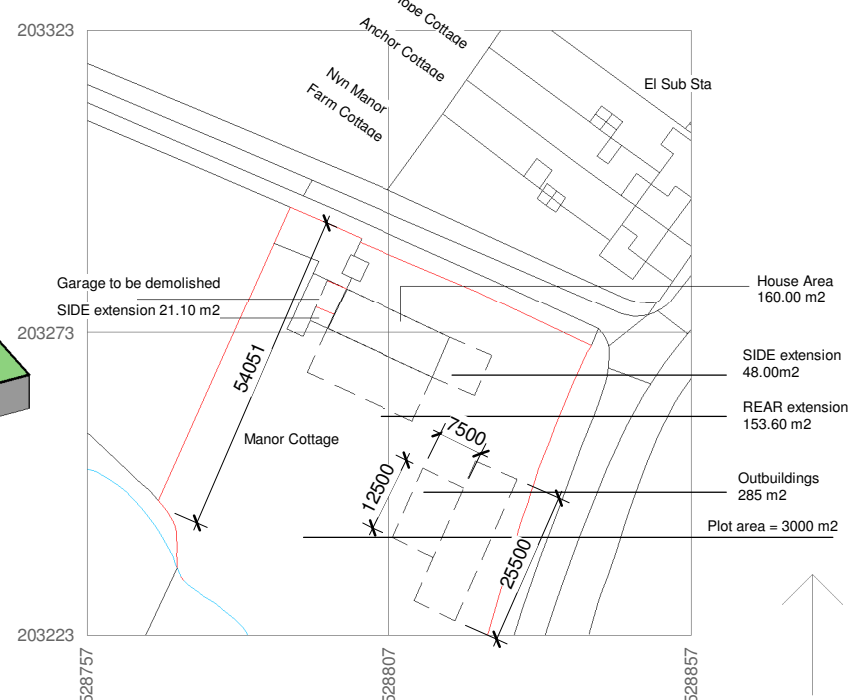 203323
Cottage
Anchor Cottage
El Sub Sta
Nvn Manor
Farm Cottage
Garage to be demolished
House Area
160.00 m2
SIDE extension 21.10 m2
203273
SIDE extension
48.00m2
54051
REAR extension
153.60 m2
7500
Manor Cottage
12500
Outbuildings
285 m2
Plot area = 3000 m2
25500
203223
528757
528807
528857